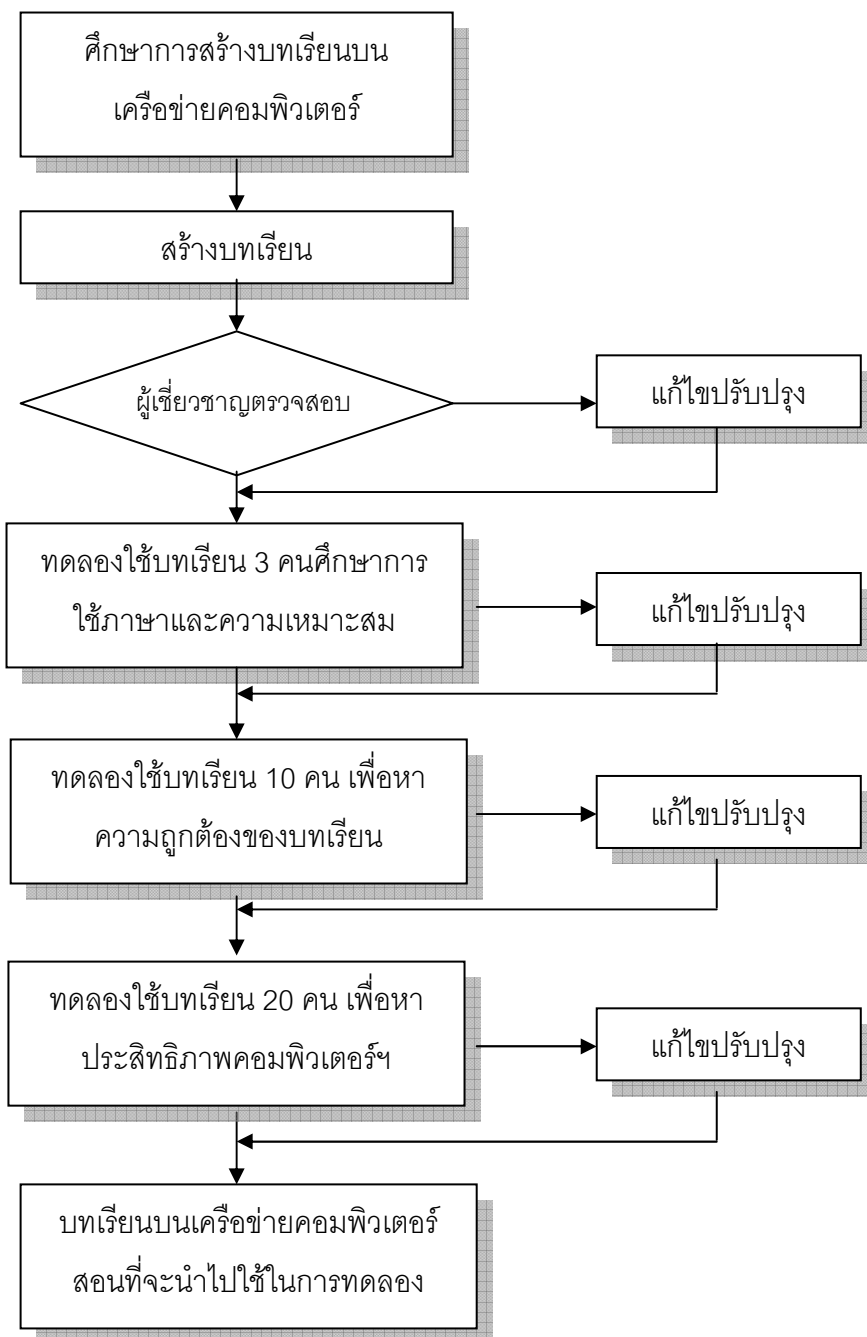 ศึกษาการสร้างบทเรียนบน
เครือข่ายคอมพิวเตอร์
สร้างบทเรียน
ผู้เชี่ยวชาญตรวจสอบ
แก้ไขปรับปรุง
ทดลองใช้บทเรียน 3 คนศึกษาการ
ใช้ภาษาและความเหมาะสม
แก้ไขปรับปรุง
ทดลองใช้บทเรียน 10 คน เพื่อหา
ความถูกต้องของบทเรียน
แก้ไขปรับปรุง
ทดลองใช้บทเรียน 20 คน เพื่อหา
ประสิทธิภาพคอมพิวเตอร์ฯ
แก้ไขปรับปรุง
บทเรียนบนเครือข่ายคอมพิวเตอร์
สอนที่จะนำไปใช้ในการทดลอง